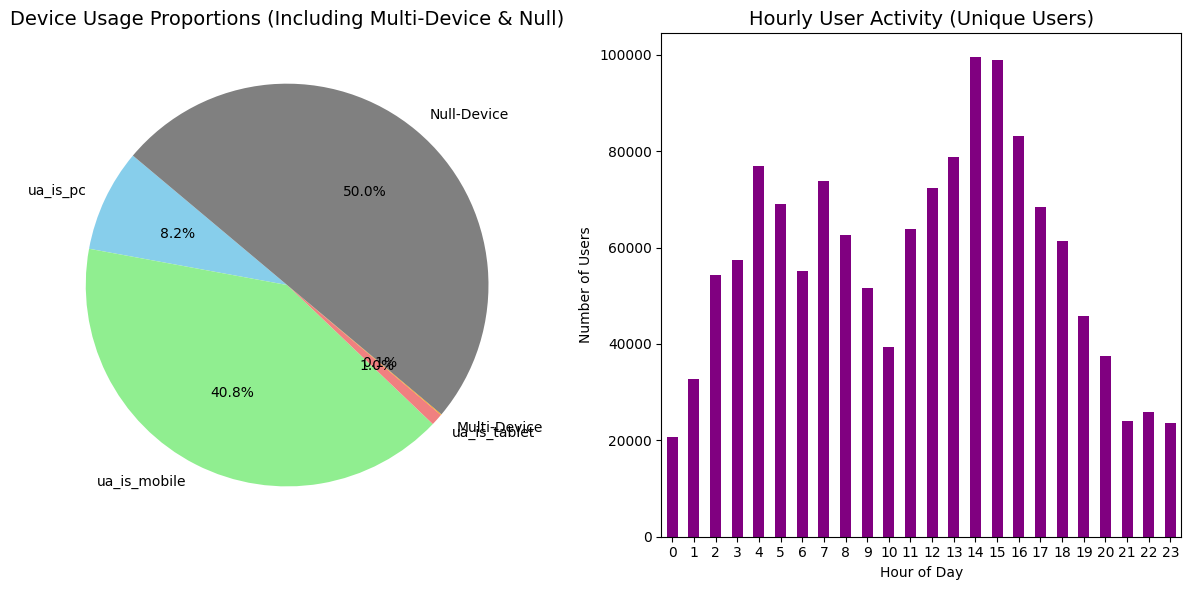 Device Usage Proportions (Including Multi-Device & Null)
Null-Device
50.0%
ua_is_pc
8.2%
0.1%
1.0%
40.8%
Multi-Device
ua_is_tablet
ua_is_mobile
Hourly User Activity (Unique Users)
Number of Users
100000
80000
60000
40000
20000
0
0 1 2 3 4 5 6 7 8 9 10 11 12 13 14 15 16 17 18 19 20 21 22 23
Hour of Day